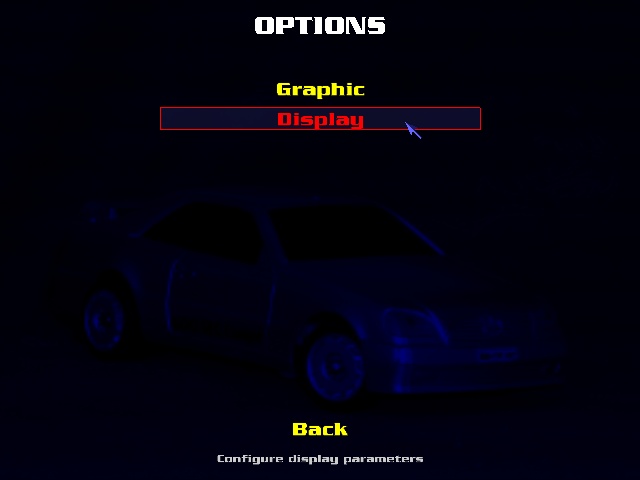 OPTIONS
Graphic
Display
Back
Configure display parameters